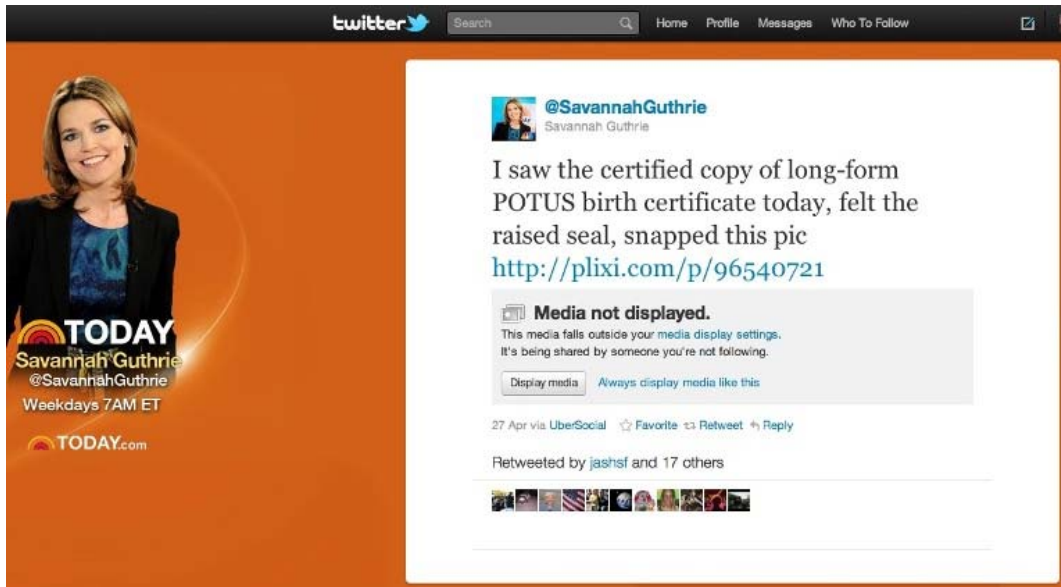 twitter
Search
Home Profile Messages Who To Follow
@SavannahGuthrie
Savannah Guthrie
I saw the certified copy of long-form
POTUS birth certificate today, felt the
raised seal, snapped this pic
http://plixi.com/p/96540721
Media not displayed.
This media falls outside your media display settings.
It's being shared by someone you're not following.
Display media Always display media like this
27 Apr via UberSocial Favorite Retweet Reply
Retweeted by jashsf and 17 others
TODAY
Savannah Guthrie
@SavannahGuthrie
Weekdays 7AM ET
TODAY.com